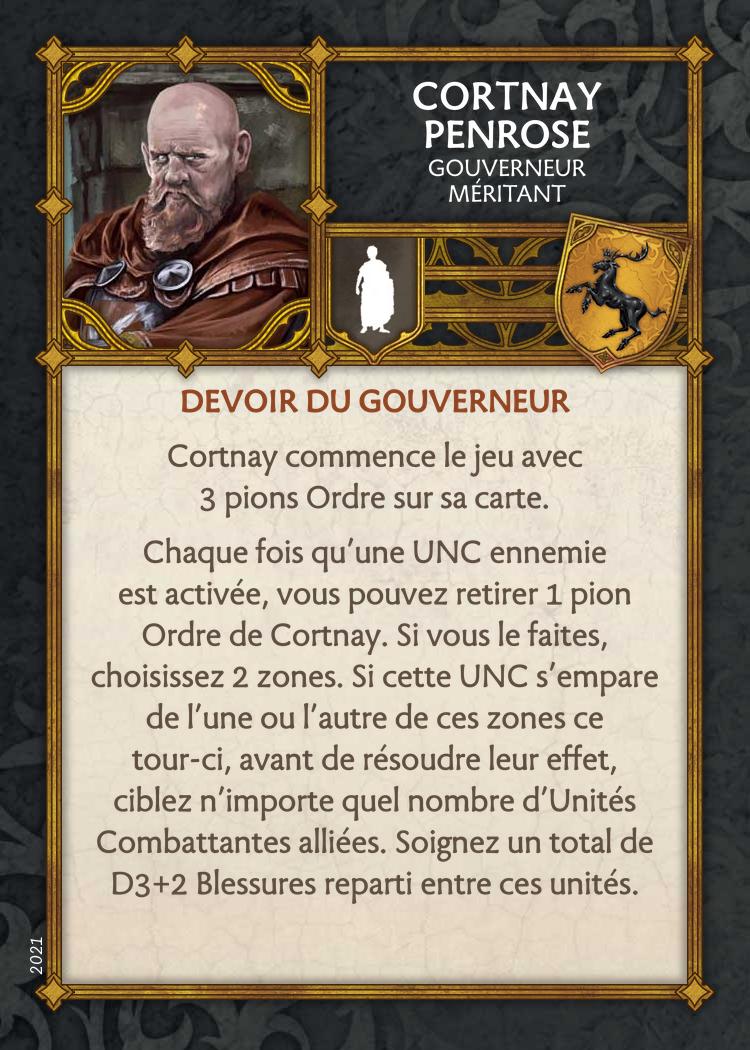 CORTNAY
PENROSE
GOUVERNEUR
MÉRITANT
DEVOIR DU GOUVERNEUR
Cortnay commence le jeu avec
3 pions Ordre sur sa carte.
Chaque fois qu’une UNC ennemie
est activée, vous pouvez retirer 1 pion
Ordre de Cortnay. Si vous le faites,
choisissez 2 zones. Si cette UNC s’empare
de l’une ou l’autre de ces zones ce
tour-ci, avant de résoudre leur effet,
ciblez n’importe quel nombre d’Unités
Combattantes alliées. Soignez un total de
D3+2 Blessures reparti entre ces unités.
2021